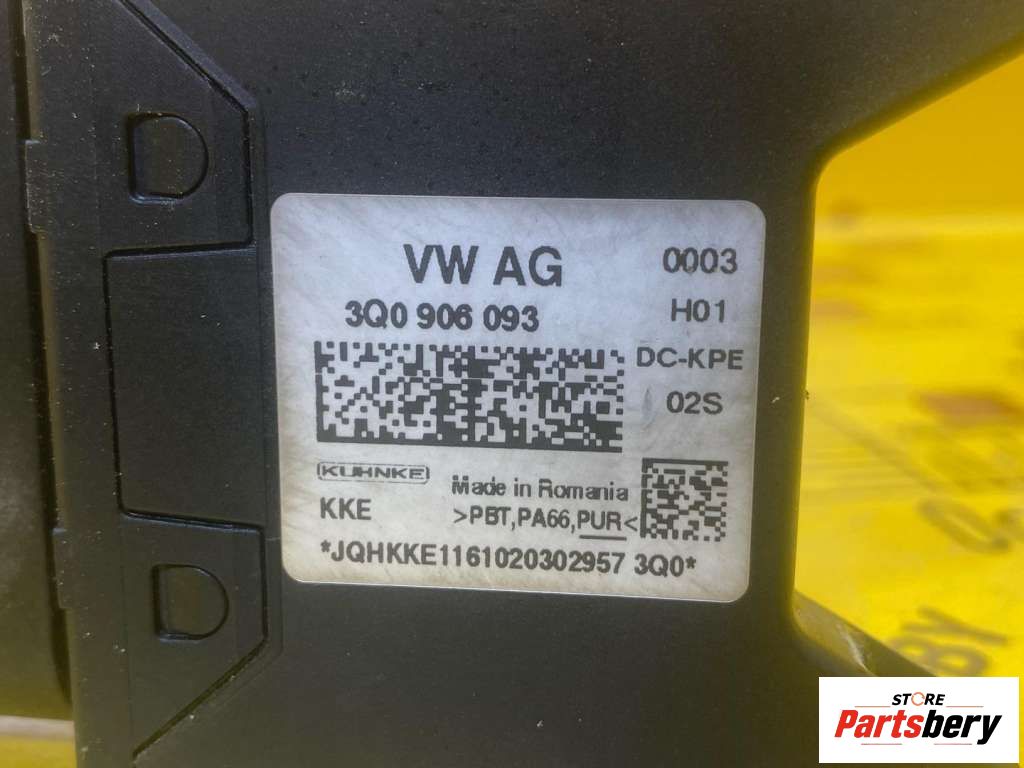 VW AG
0003
3Q0 906 093
H01
DC-KPE
02S
KUHNKE
Made in Romania
KKE
>PBT,PA66,PUR<
*JQHKKE1161020302957 3Q0*
BY
STORE
Partsbery